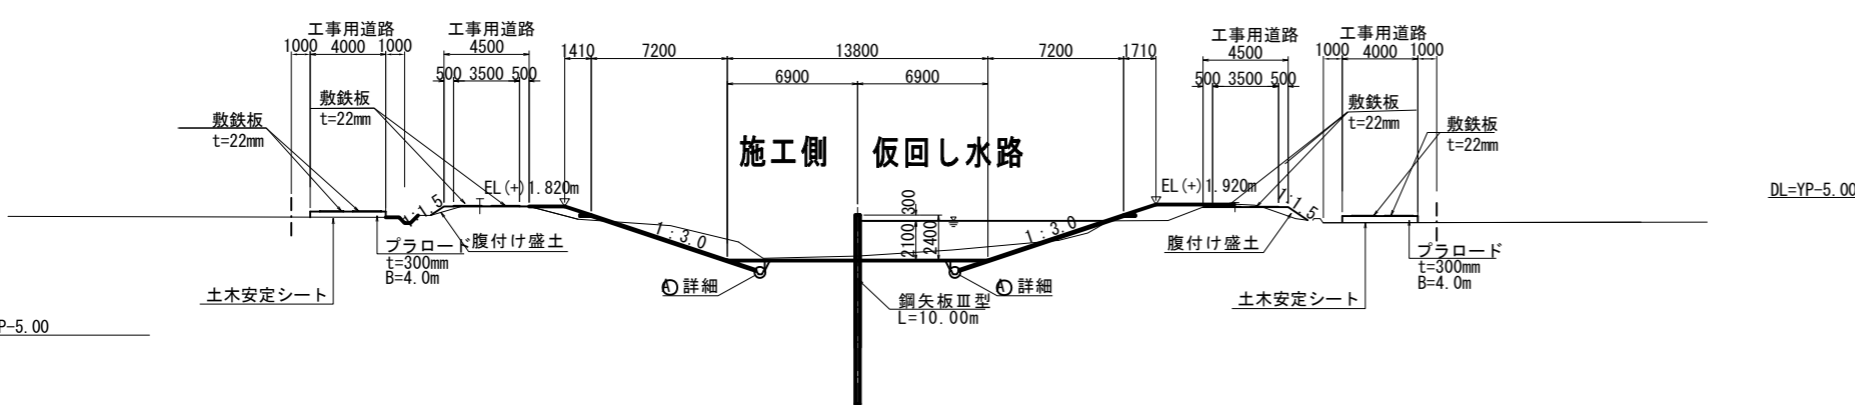 工事用道路
1000 4000 1000
工事用道路
4500
500 3500 500
1410 7200 13800 7200 1710
6900 6900
工事用道路
4500
500 3500 500
工事用道路
1000 4000 1000
敷鉄板
t=22mm
敷鉄板
t=22mm
施工側 仮回し水路
敷鉄板
t=22mm
敷鉄板
t=22mm
EL(+)1.820m
EL(+)1.920m
DL=YP-5.00
1:1.5
1:3.0
300
2100
2400
1:3.0
1:1.5
プラロード
t=300mm
B=4.0m
腹付け盛土
腹付け盛土
プラロード
t=300mm
B=4.0m
土木安定シート
A 詳細
鋼矢板Ⅲ型
L=10.00m
A 詳細
土木安定シート
P-5.00